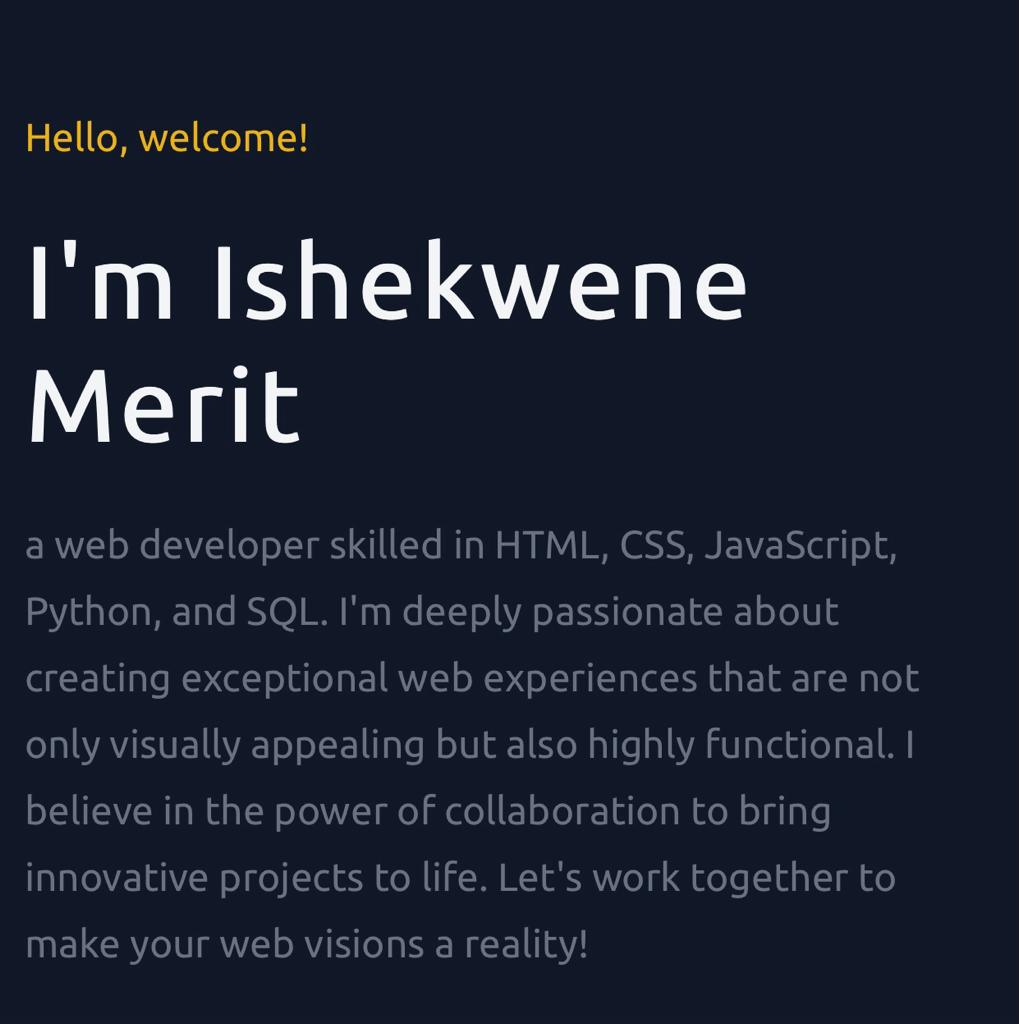 Hello, welcome!
I'm Ishekwene
Merit
a web developer skilled in HTML, CSS, JavaScript,
Python, and SQL. I'm deeply passionate about
creating exceptional web experiences that are not
only visually appealing but also highly functional. I
believe in the power of collaboration to bring
innovative projects to life. Let's work together to
make your web visions a reality!